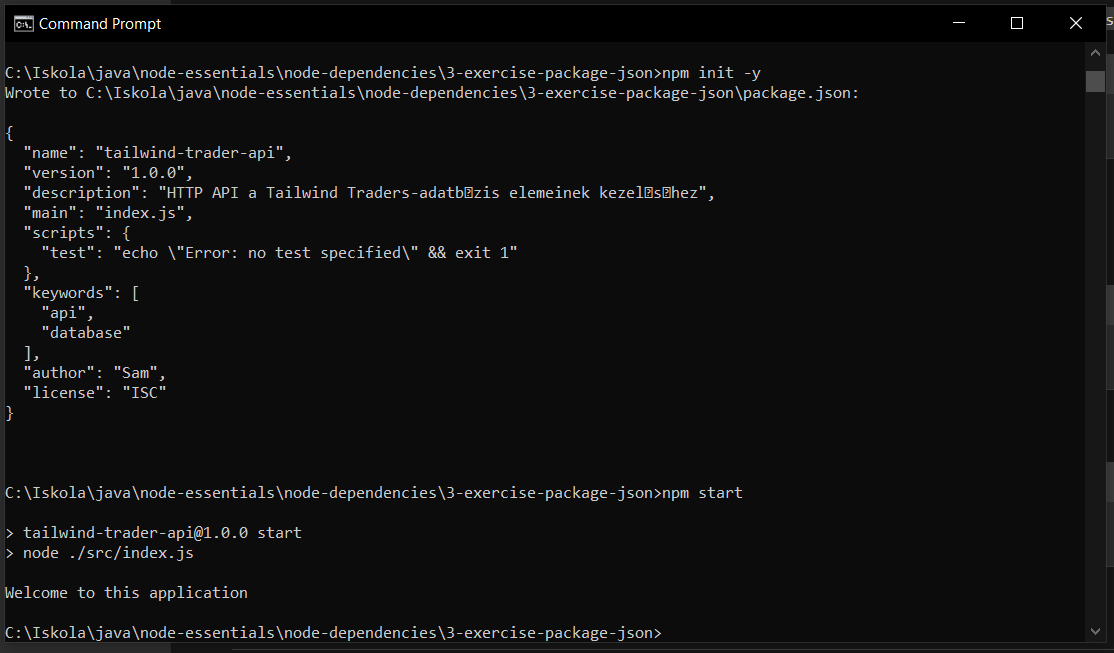 Command Prompt
C:\Iskola\java\node-essentials\node-dependencies\3-exercise-package-json>npm init -y
Wrote to C:\Iskola\java\node-essentials\node-dependencies\3-exercise-package-json\package.json:
{
  "name": "tailwind-trader-api",
  "version": "1.0.0",
  "description": "HTTP API a Tailwind Traders-adatb�zis elemeinek kezel�s�hez",
  "main": "index.js",
  "scripts": {
    "test": "echo \"Error: no test specified\" && exit 1"
  },
  "keywords": [
    "api",
    "database"
  ],
  "author": "Sam",
  "license": "ISC"
}
C:\Iskola\java\node-essentials\node-dependencies\3-exercise-package-json>npm start
> tailwind-trader-api@1.0.0 start
> node ./src/index.js
Welcome to this application
C:\Iskola\java\node-essentials\node-dependencies\3-exercise-package-json>